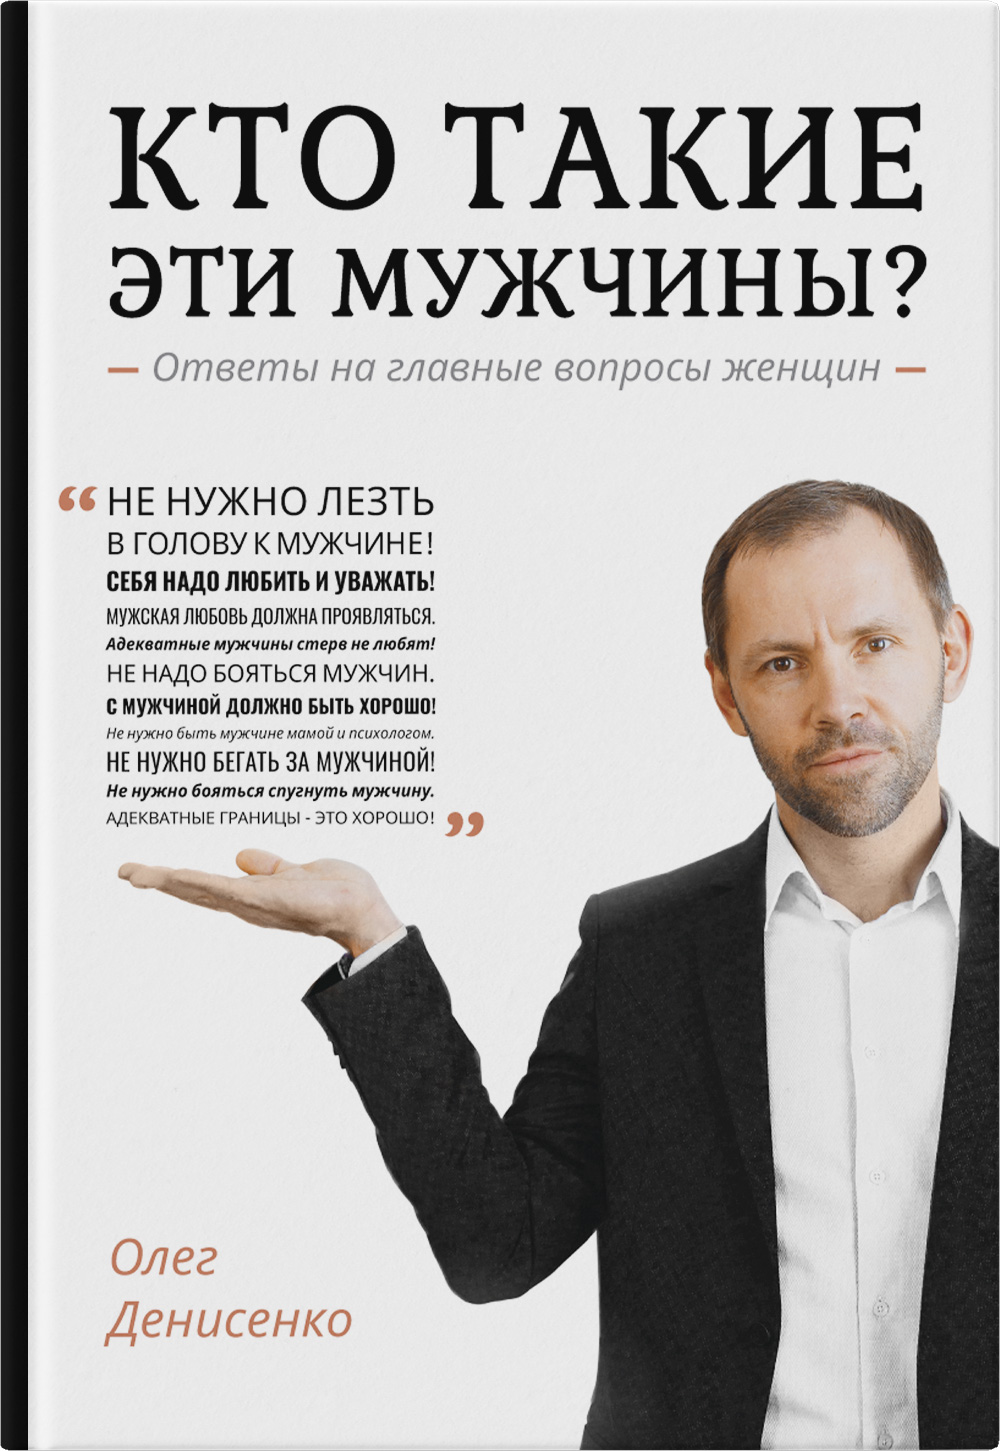 КТО ТАКИЕ
ЭТИ МУЖЧИНЫ?
— Ответы на главные вопросы женщин —
“ НЕ НУЖНО ЛЕЗТЬ
В ГОЛОВУ К МУЖЧИНЕ!
СЕБЯ НАДО ЛЮБИТЬ И УВАЖАТЬ!
МУЖСКАЯ ЛЮБОВЬ ДОЛЖНА ПРОЯВЛЯТЬСЯ.
Адекватные мужчины стерв не любят!
НЕ НАДО БОЯТЬСЯ МУЖЧИН.
С МУЖЧИНОЙ ДОЛЖНО БЫТЬ ХОРОШО!
Не нужно быть мужчине мамой и психологом.
НЕ НУЖНО БЕГАТЬ ЗА МУЖЧИНОЙ!
Не нужно бояться спугнуть мужчину.
АДЕКВАТНЫЕ ГРАНИЦЫ - ЭТО ХОРОШО! ”
Олег
Денисенко